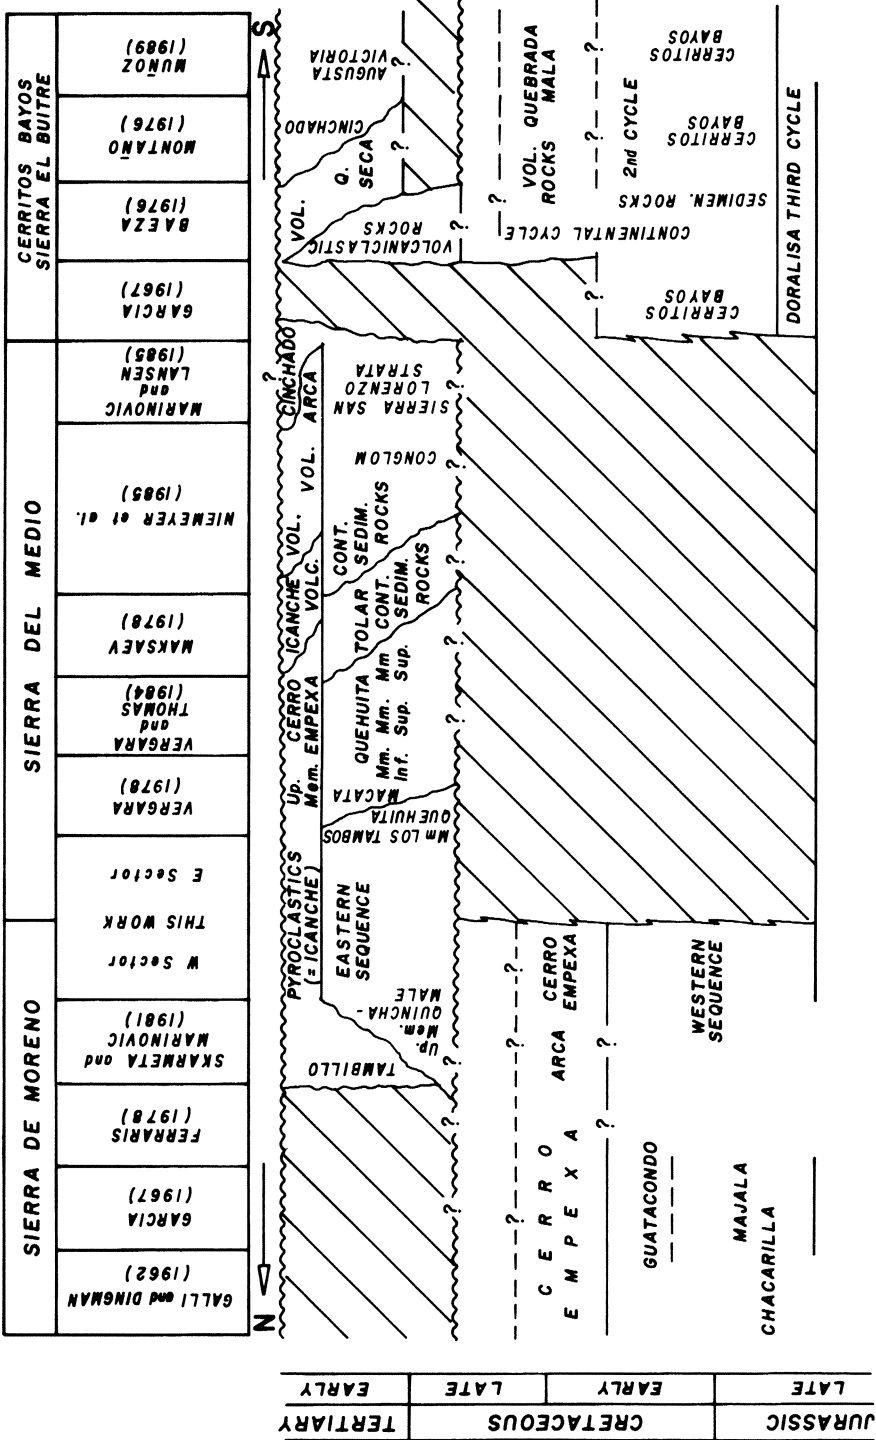 SIERRA DE MORENO
SIERRA DEL MEDIO
CERRITOS BAYOS
SIERRA EL BUITRE
GALLI and DINGMAN
(1962)
GARCIA
(1967)
FERRARIS
(1978)
SKARMETA and
MARINOVIC
(1981)
W Sector
THIS WORK
E Sector
VERGARA
(1978)
VERGARA
and
THOMAS
(1984)
MAKSAEV
(1978)
NIEMEYER et al.
(1985)
MARINOVIC
and
LANSEN
(1985)
GARCIA
(1967)
BAEZA
(1976)
MONTAÑO
(1976)
MUÑOZ
(1989)
N
S
TERTIARY
EARLY
CRETACEOUS
LATE
EARLY
JURASSIC
LATE
TAMBILLO
Up.
Mem.
QUINCHA-
MALE
PYROCLASTICS
(= ICANCHE)
EASTERN
SEQUENCE
Mm LOS TAMBOS
QUEHUITA
MACATA
Up.
Mem.
CERRO
EMPEXA
QUEHUITA
Mm. Mm. Mm
Inf. Sup. Sup.
ICANCHE
VOLC.
TOLAR
CONT.
SEDIM.
ROCKS
VOL.
CONT.
SEDIM.
ROCKS
VOL.
ARCA
CONGLOM
?
CINCHADO
SIERRA SAN
LORENZO
STRATA
VOL.
VOLCANICLASTIC
ROCKS
Q.
SECA
CINCHADO
AUGUSTA
VICTORIA
? ? ? ? ? ? ? ? ?
? ?
? ?
? ?
C E R R O
E M P E X A
ARCA
CERRO
EMPEXA
? ?
GUATACONDO
MAJALA
CHACARILLA
WESTERN
SEQUENCE
? ?
VOL. QUEBRADA
ROCKS MALA
? ? ?
CONTINENTAL CYCLE
2nd CYCLE
SEDIMEN. ROCKS
CERRITOS
BAYOS
CERRITOS
BAYOS
CERRITOS
BAYOS
DORALISA THIRD CYCLE